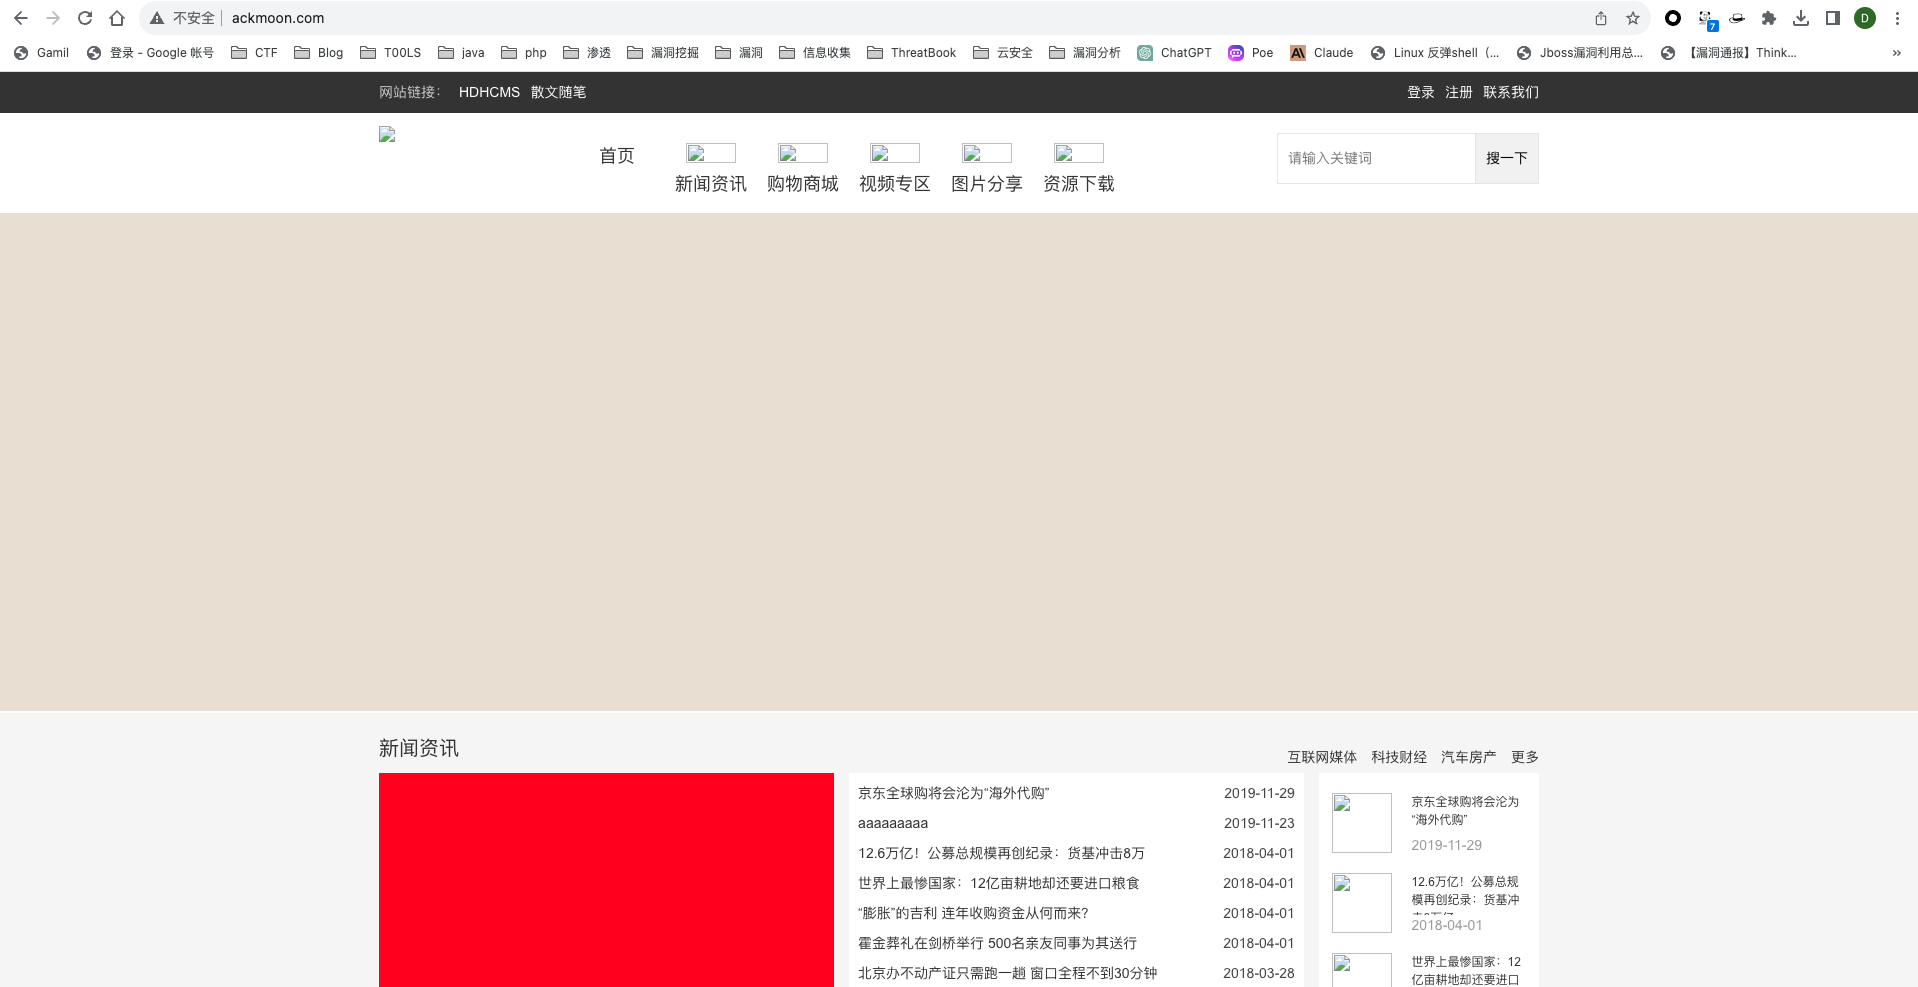 不安全 ackmoon.com
7
D
Gamil 登录 - Google 帐号 CTF Blog T00LS java php 渗透 漏洞挖掘 漏洞 信息收集 ThreatBook 云安全 漏洞分析 ChatGPT Poe Claude Linux 反弹shell（... Jboss漏洞利用总... 【漏洞通报】Think... »
网站链接： HDHCMS 散文随笔 登录 注册 联系我们
首页 新闻资讯 购物商城 视频专区 图片分享 资源下载
请输入关键词 搜一下
新闻资讯
互联网媒体 科技财经 汽车房产 更多
京东全球购将会沦为“海外代购” 2019-11-29
aaaaaaaaa 2019-11-23
12.6万亿！公募总规模再创纪录：货基冲击8万 2018-04-01
世界上最惨国家：12亿亩耕地却还要进口粮食 2018-04-01
“膨胀”的吉利 连年收购资金从何而来? 2018-04-01
霍金葬礼在剑桥举行 500名亲友同事为其送行 2018-04-01
北京办不动产证只需跑一趟 窗口全程不到30分钟 2018-03-28
京东全球购将会沦为
“海外代购”
2019-11-29
12.6万亿！公募总规
模再创纪录：货基冲
2018-04-01
世界上最惨国家：12
亿亩耕地却还要进口